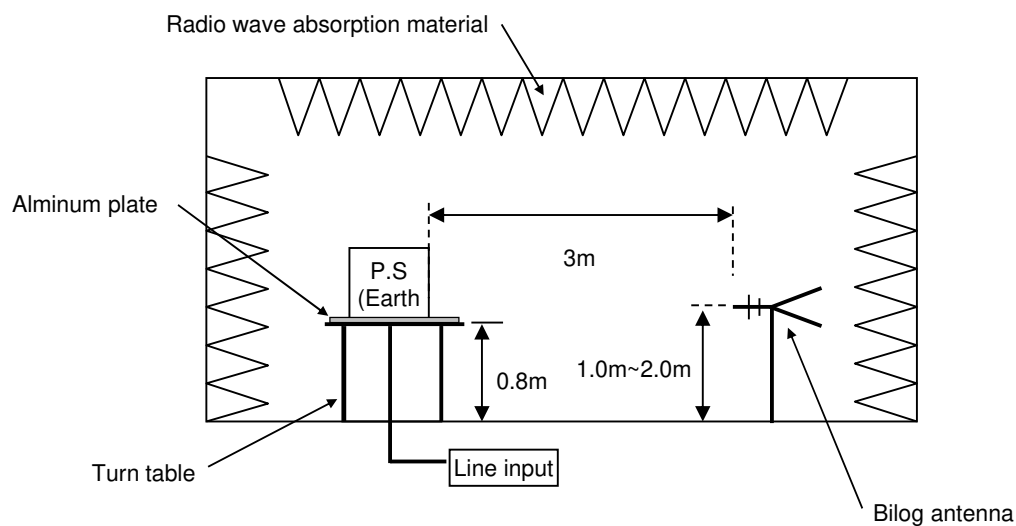 Radio wave absorption material
Alminum plate
3m
P.S
(Earth
0.8m
1.0m~2.0m
Turn table
Line input
Bilog antenna